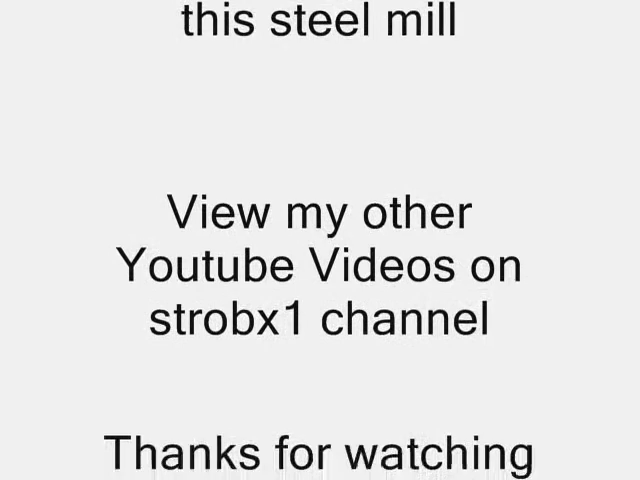 this steel mill
View my other
Youtube Videos on
strobx1 channel
Thanks for watching